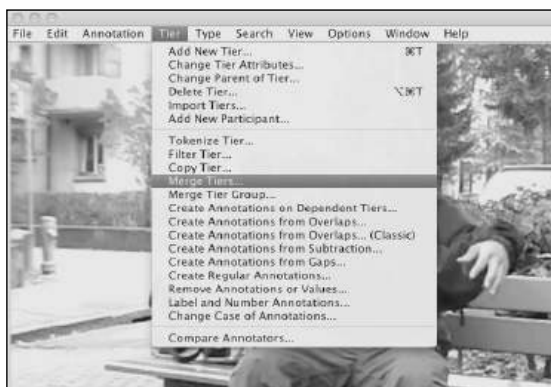 File Edit Annotation Tier Type Search View Options Window Help
Add New Tier... ⌘T
Change Tier Attributes...
Change Parent of Tier...
Delete Tier... ⌥⌘T
Import Tiers...
Add New Participant...
Tokenize Tier...
Filter Tier...
Copy Tier...
Merge Tiers...
Merge Tier Group...
Create Annotations on Dependent Tiers...
Create Annotations from Overlaps...
Create Annotations from Overlaps... (Classic)
Create Annotations from Subtraction...
Create Annotations from Gaps...
Create Regular Annotations...
Remove Annotations or Values...
Label and Number Annotations...
Change Case of Annotations...
Compare Annotators...